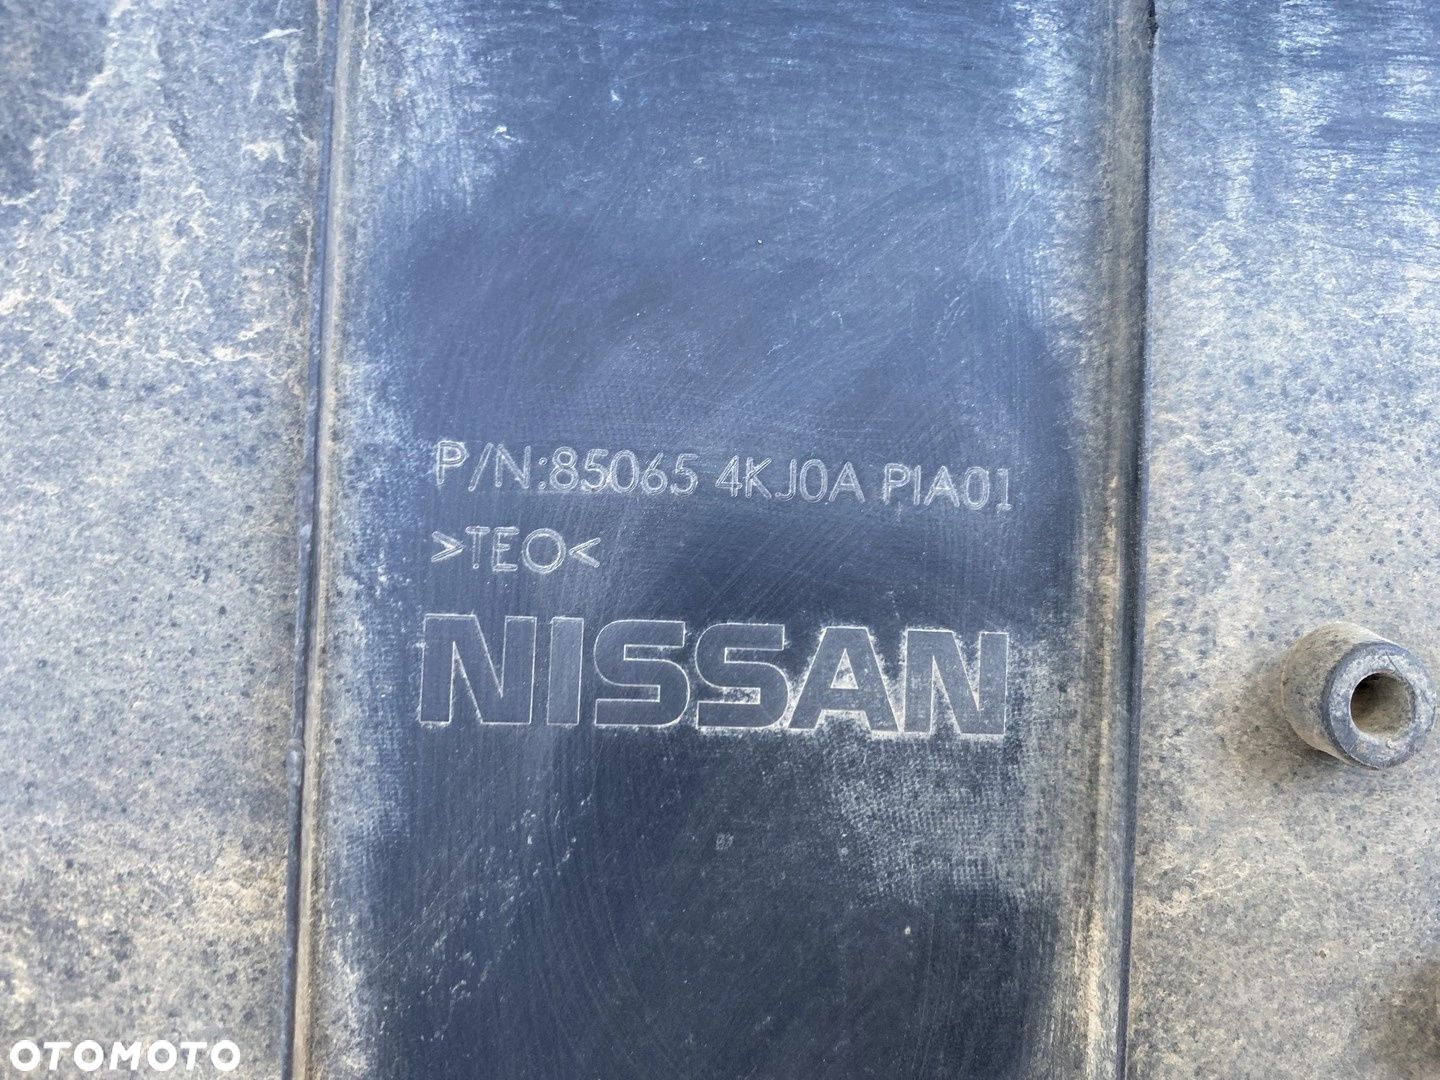 P/N:85065 4KJ0A PIA01
>TEO<
NISSAN
OTOMOTO